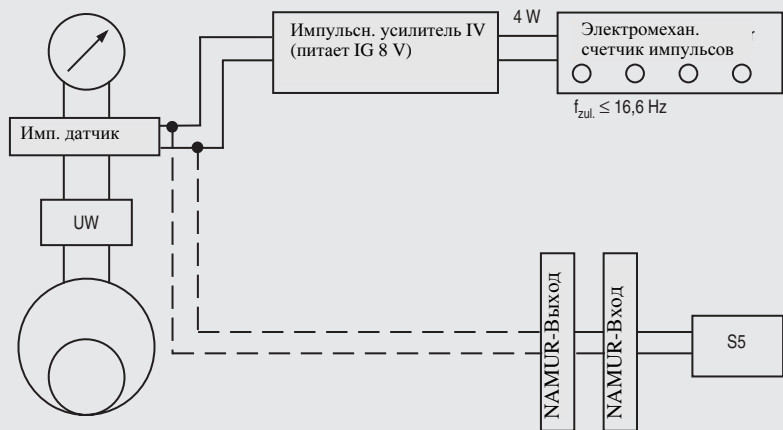 Импульсн. усилитель IV
(питает IG 8 V)
4 W
Электромехан.
счетчик импульсов
f zul. ≤ 16,6 Hz
Имп. датчик
UW
NAMUR-Выход
NAMUR-Вход
S5